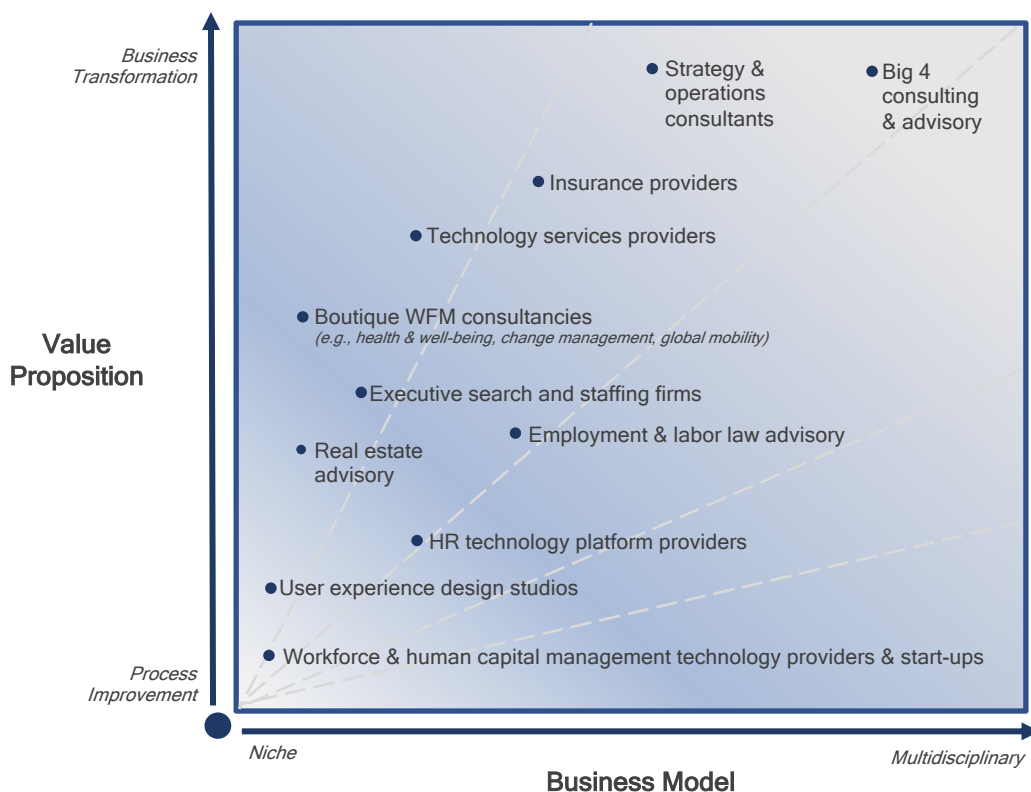 Business
Transformation
Strategy &
operations
consultants
Big 4
consulting
& advisory
Insurance providers
Technology services providers
Boutique WFM consultancies
(e.g., health & well-being, change management, global mobility)
Value
Proposition
Executive search and staffing firms
Employment & labor law advisory
Real estate
advisory
HR technology platform providers
User experience design studios
Workforce & human capital management technology providers & start-ups
Process
Improvement
Niche
Multidisciplinary
Business Model